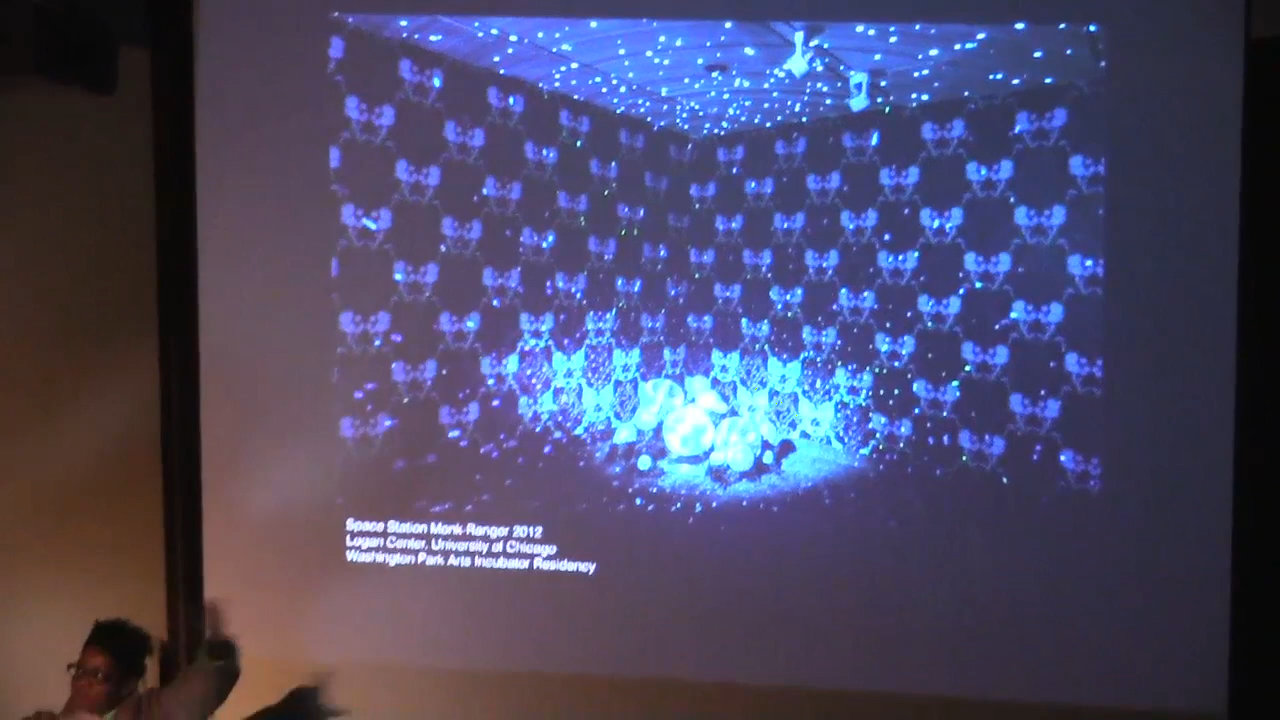 Space Station Monk Ranger 2012
Logan Center, University of Chicago
Washington Park Arts Incubator Residency